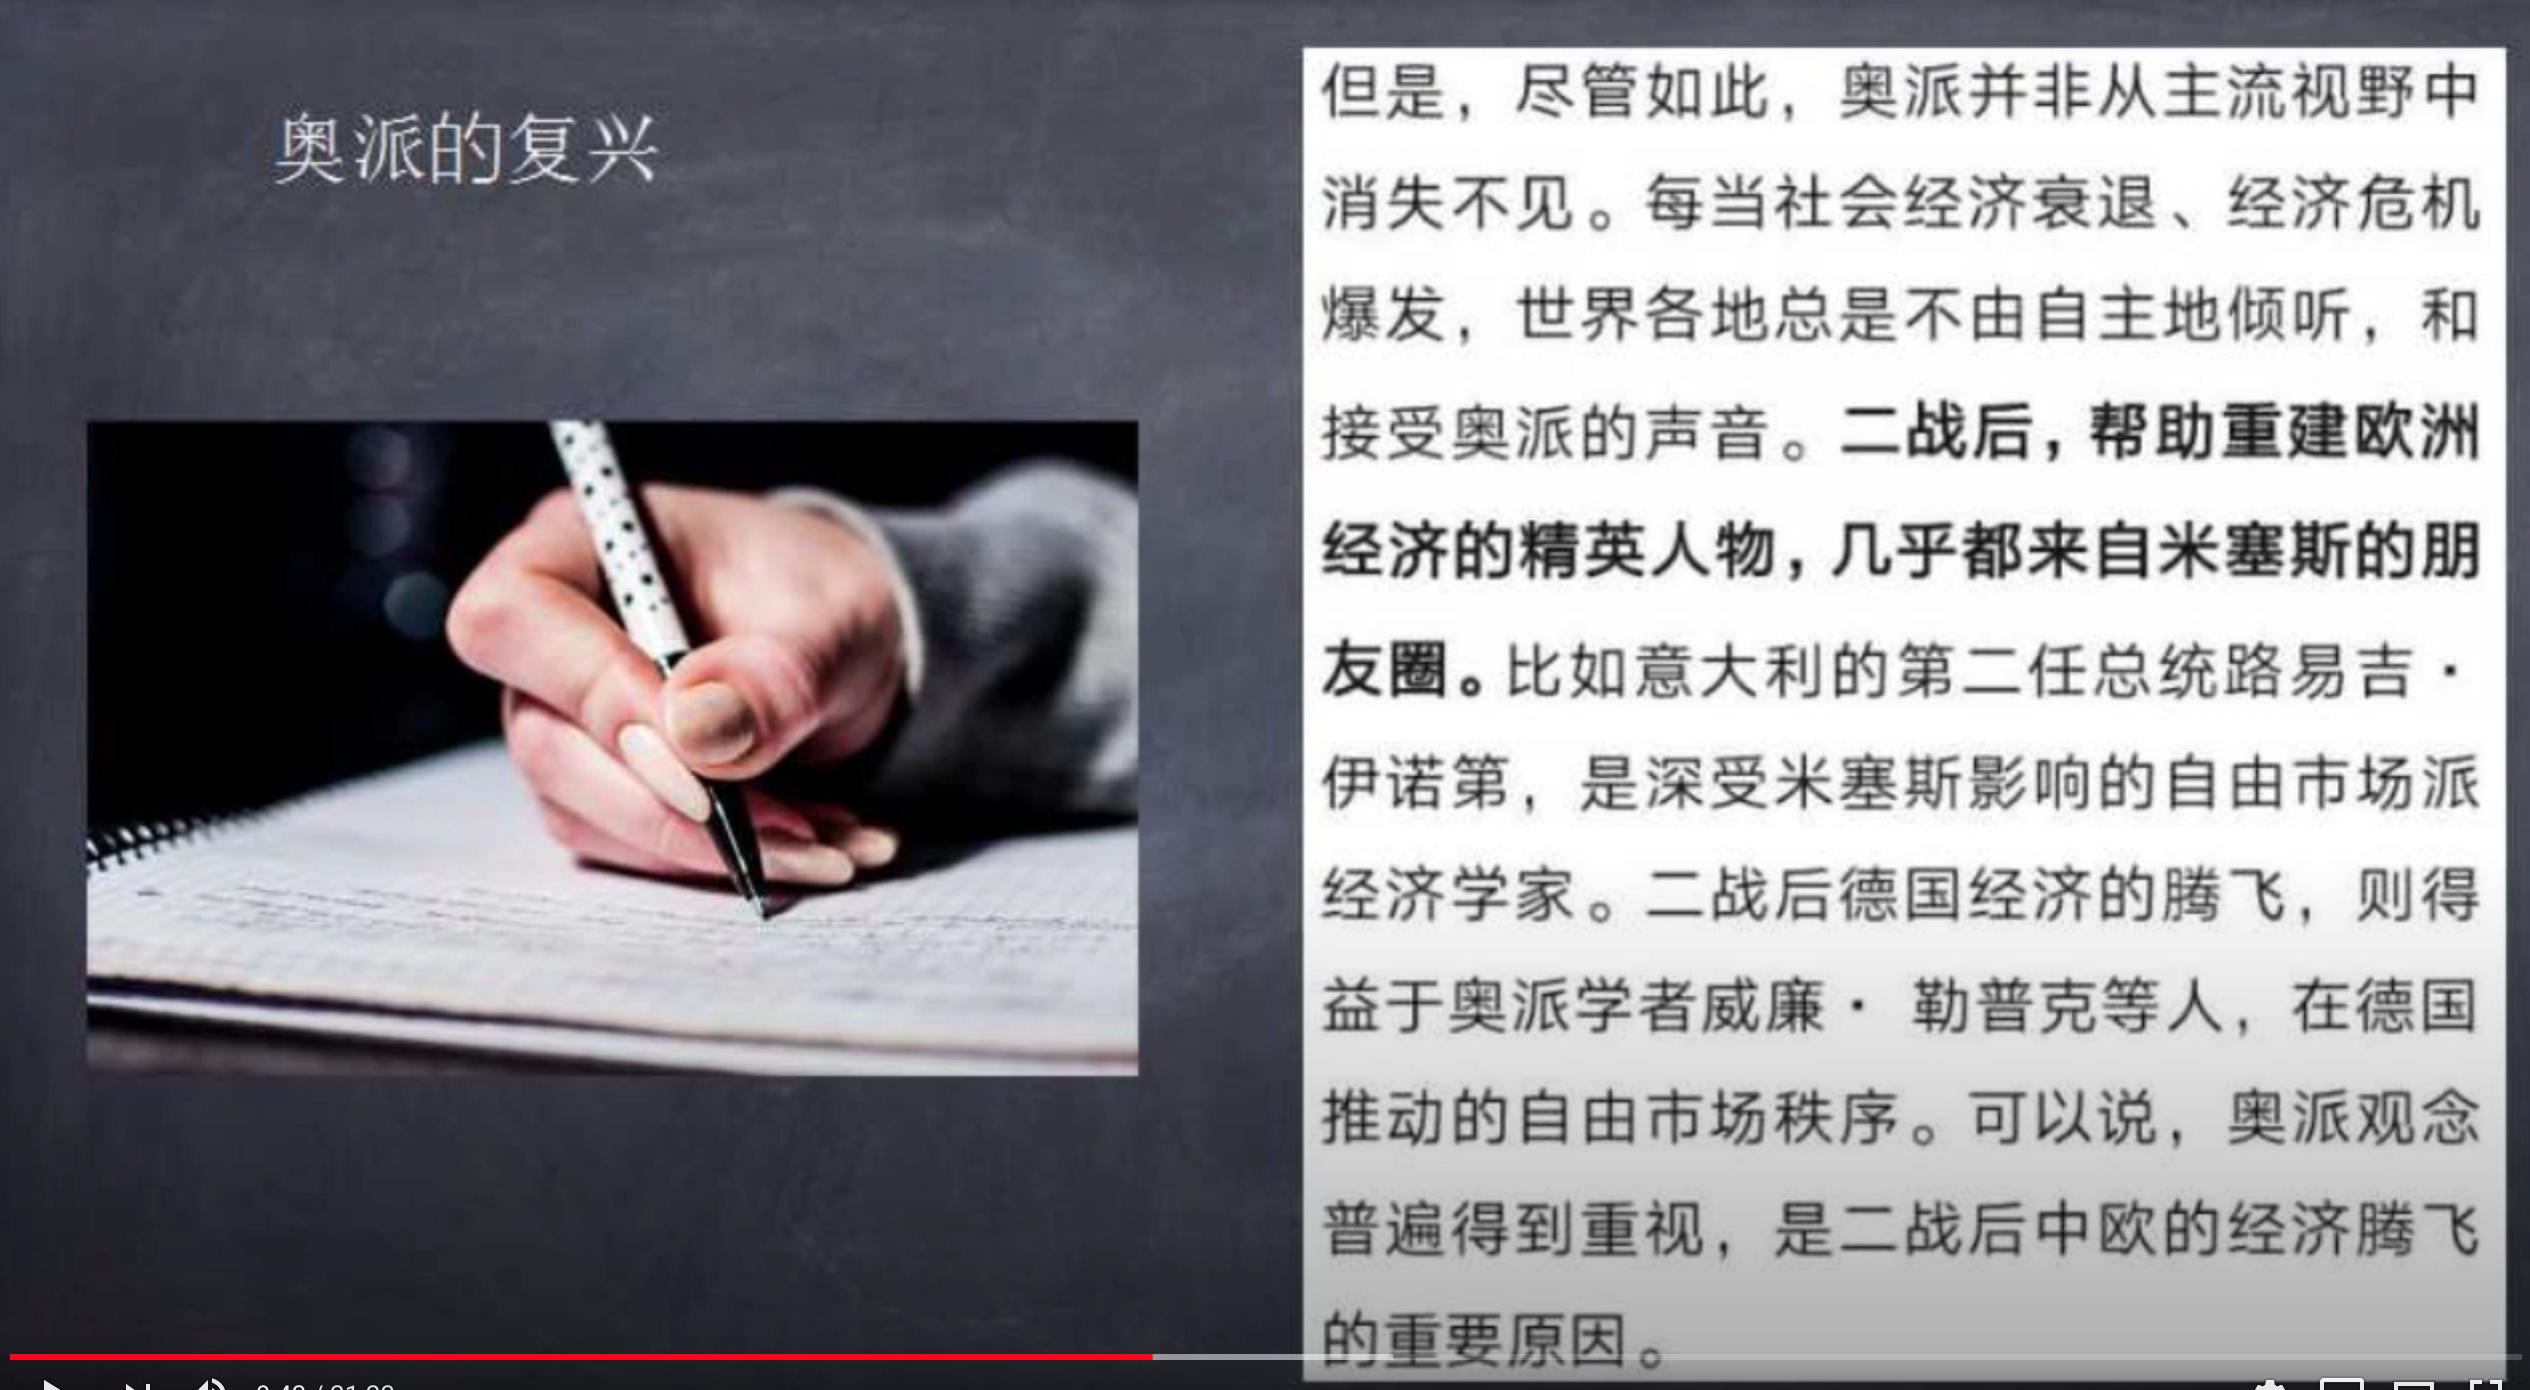 奥派的复兴
但是，尽管如此，奥派并非从主流视野中
消失不见。每当社会经济衰退、经济危机
爆发，世界各地总是不由自主地倾听，和
接受奥派的声音。二战后，帮助重建欧洲
经济的精英人物，几乎都来自米塞斯的朋
友圈。比如意大利的第二任总统路易吉·
伊诺第，是深受米塞斯影响的自由市场派
经济学家。二战后德国经济的腾飞，则得
益于奥派学者威廉· 勒普克等人，在德国
推动的自由市场秩序。可以说，奥派观念
普遍得到重视，是二战后中欧的经济腾飞
的重要原因。